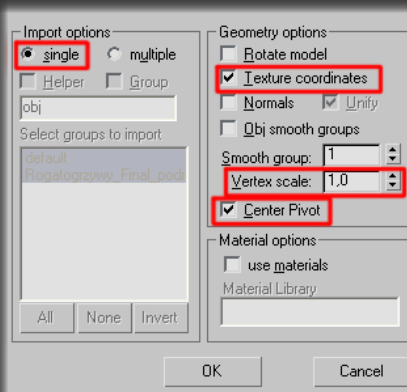 Import options
single multiple
Helper Group
obj
Select groups to import
default
Rogatogrzywy_Final_podz
All None Invert
Geometry options
Rotate model
Texture coordinates
Normals Unify
Obj smooth groups
Smooth group: 1
Vertex scale: 1,0
Center Pivot
Material options
use materials
Material Library
OK Cancel